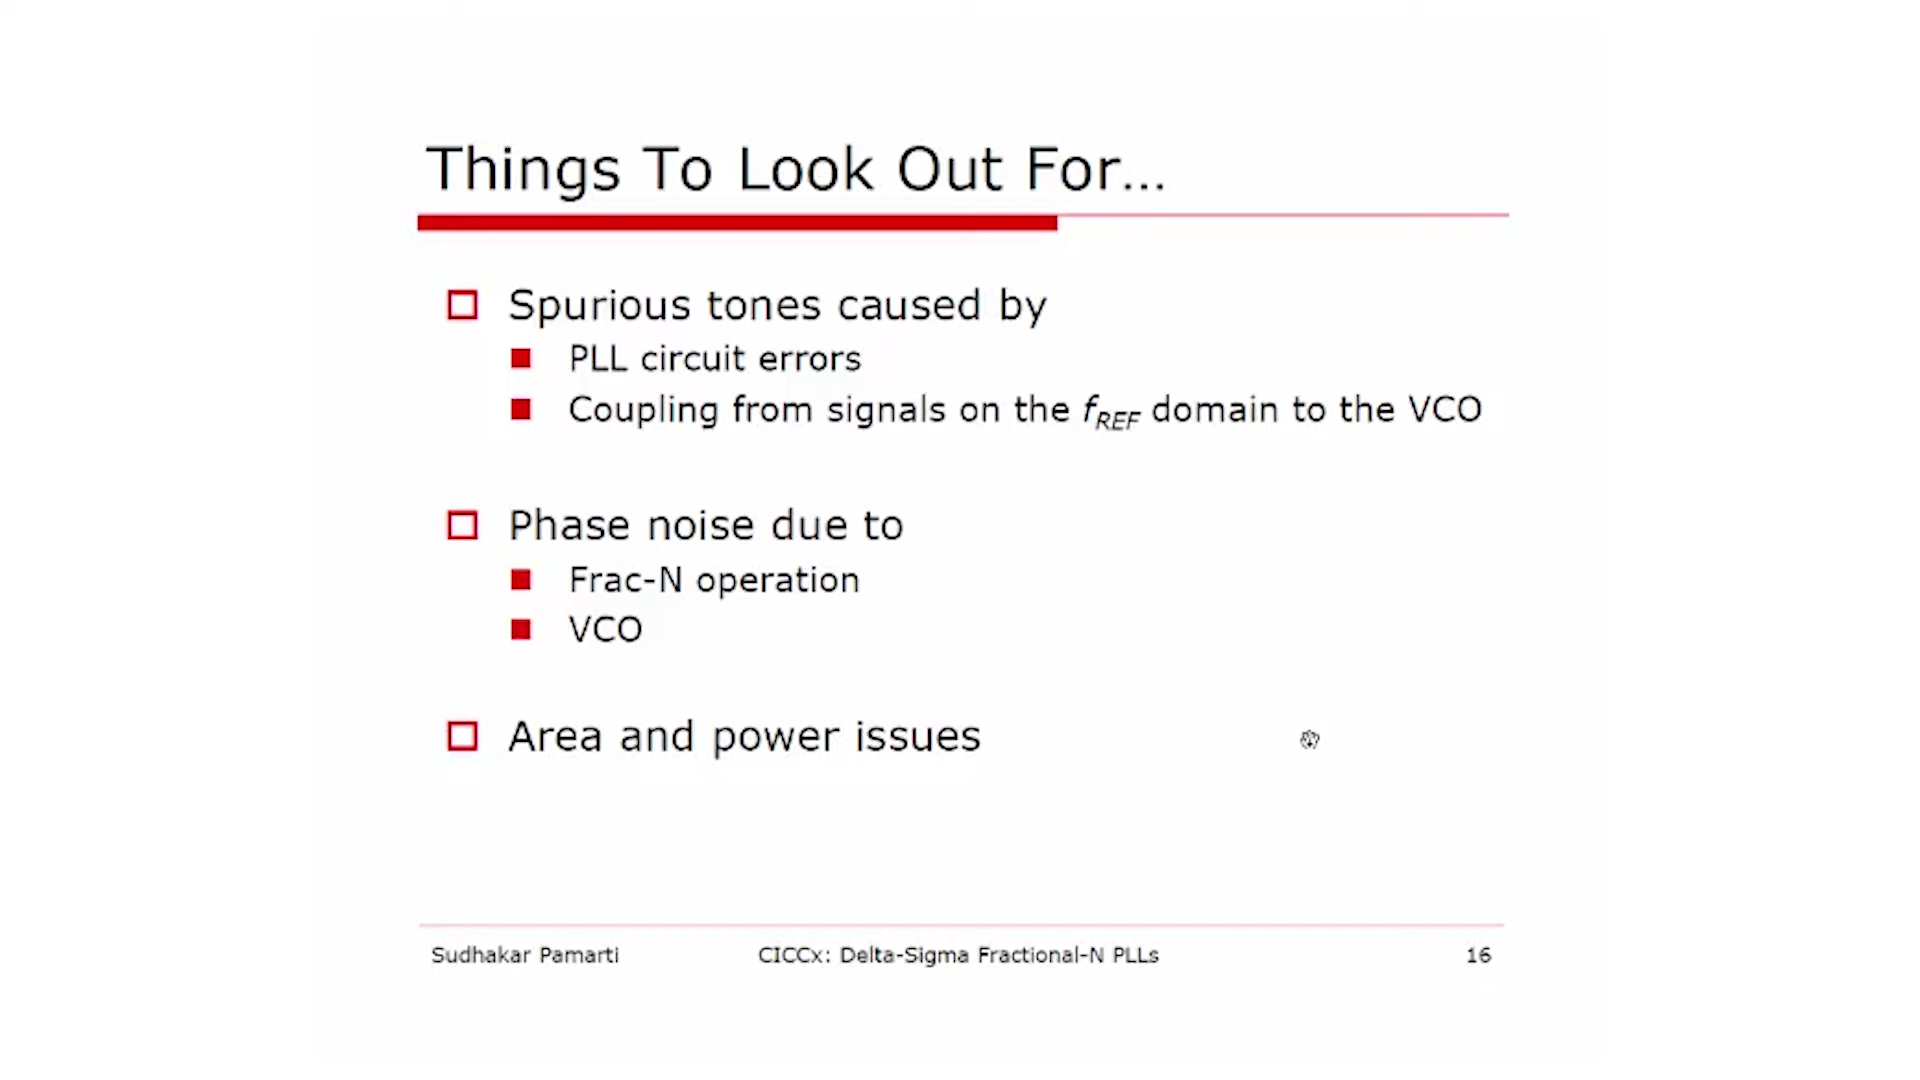 Things To Look Out For...
Spurious tones caused by
PLL circuit errors
Coupling from signals on the fREF domain to the VCO
Phase noise due to
Frac-N operation
VCO
Area and power issues
Sudhakar Pamarti CICCx: Delta-Sigma Fractional-N PLLs 16